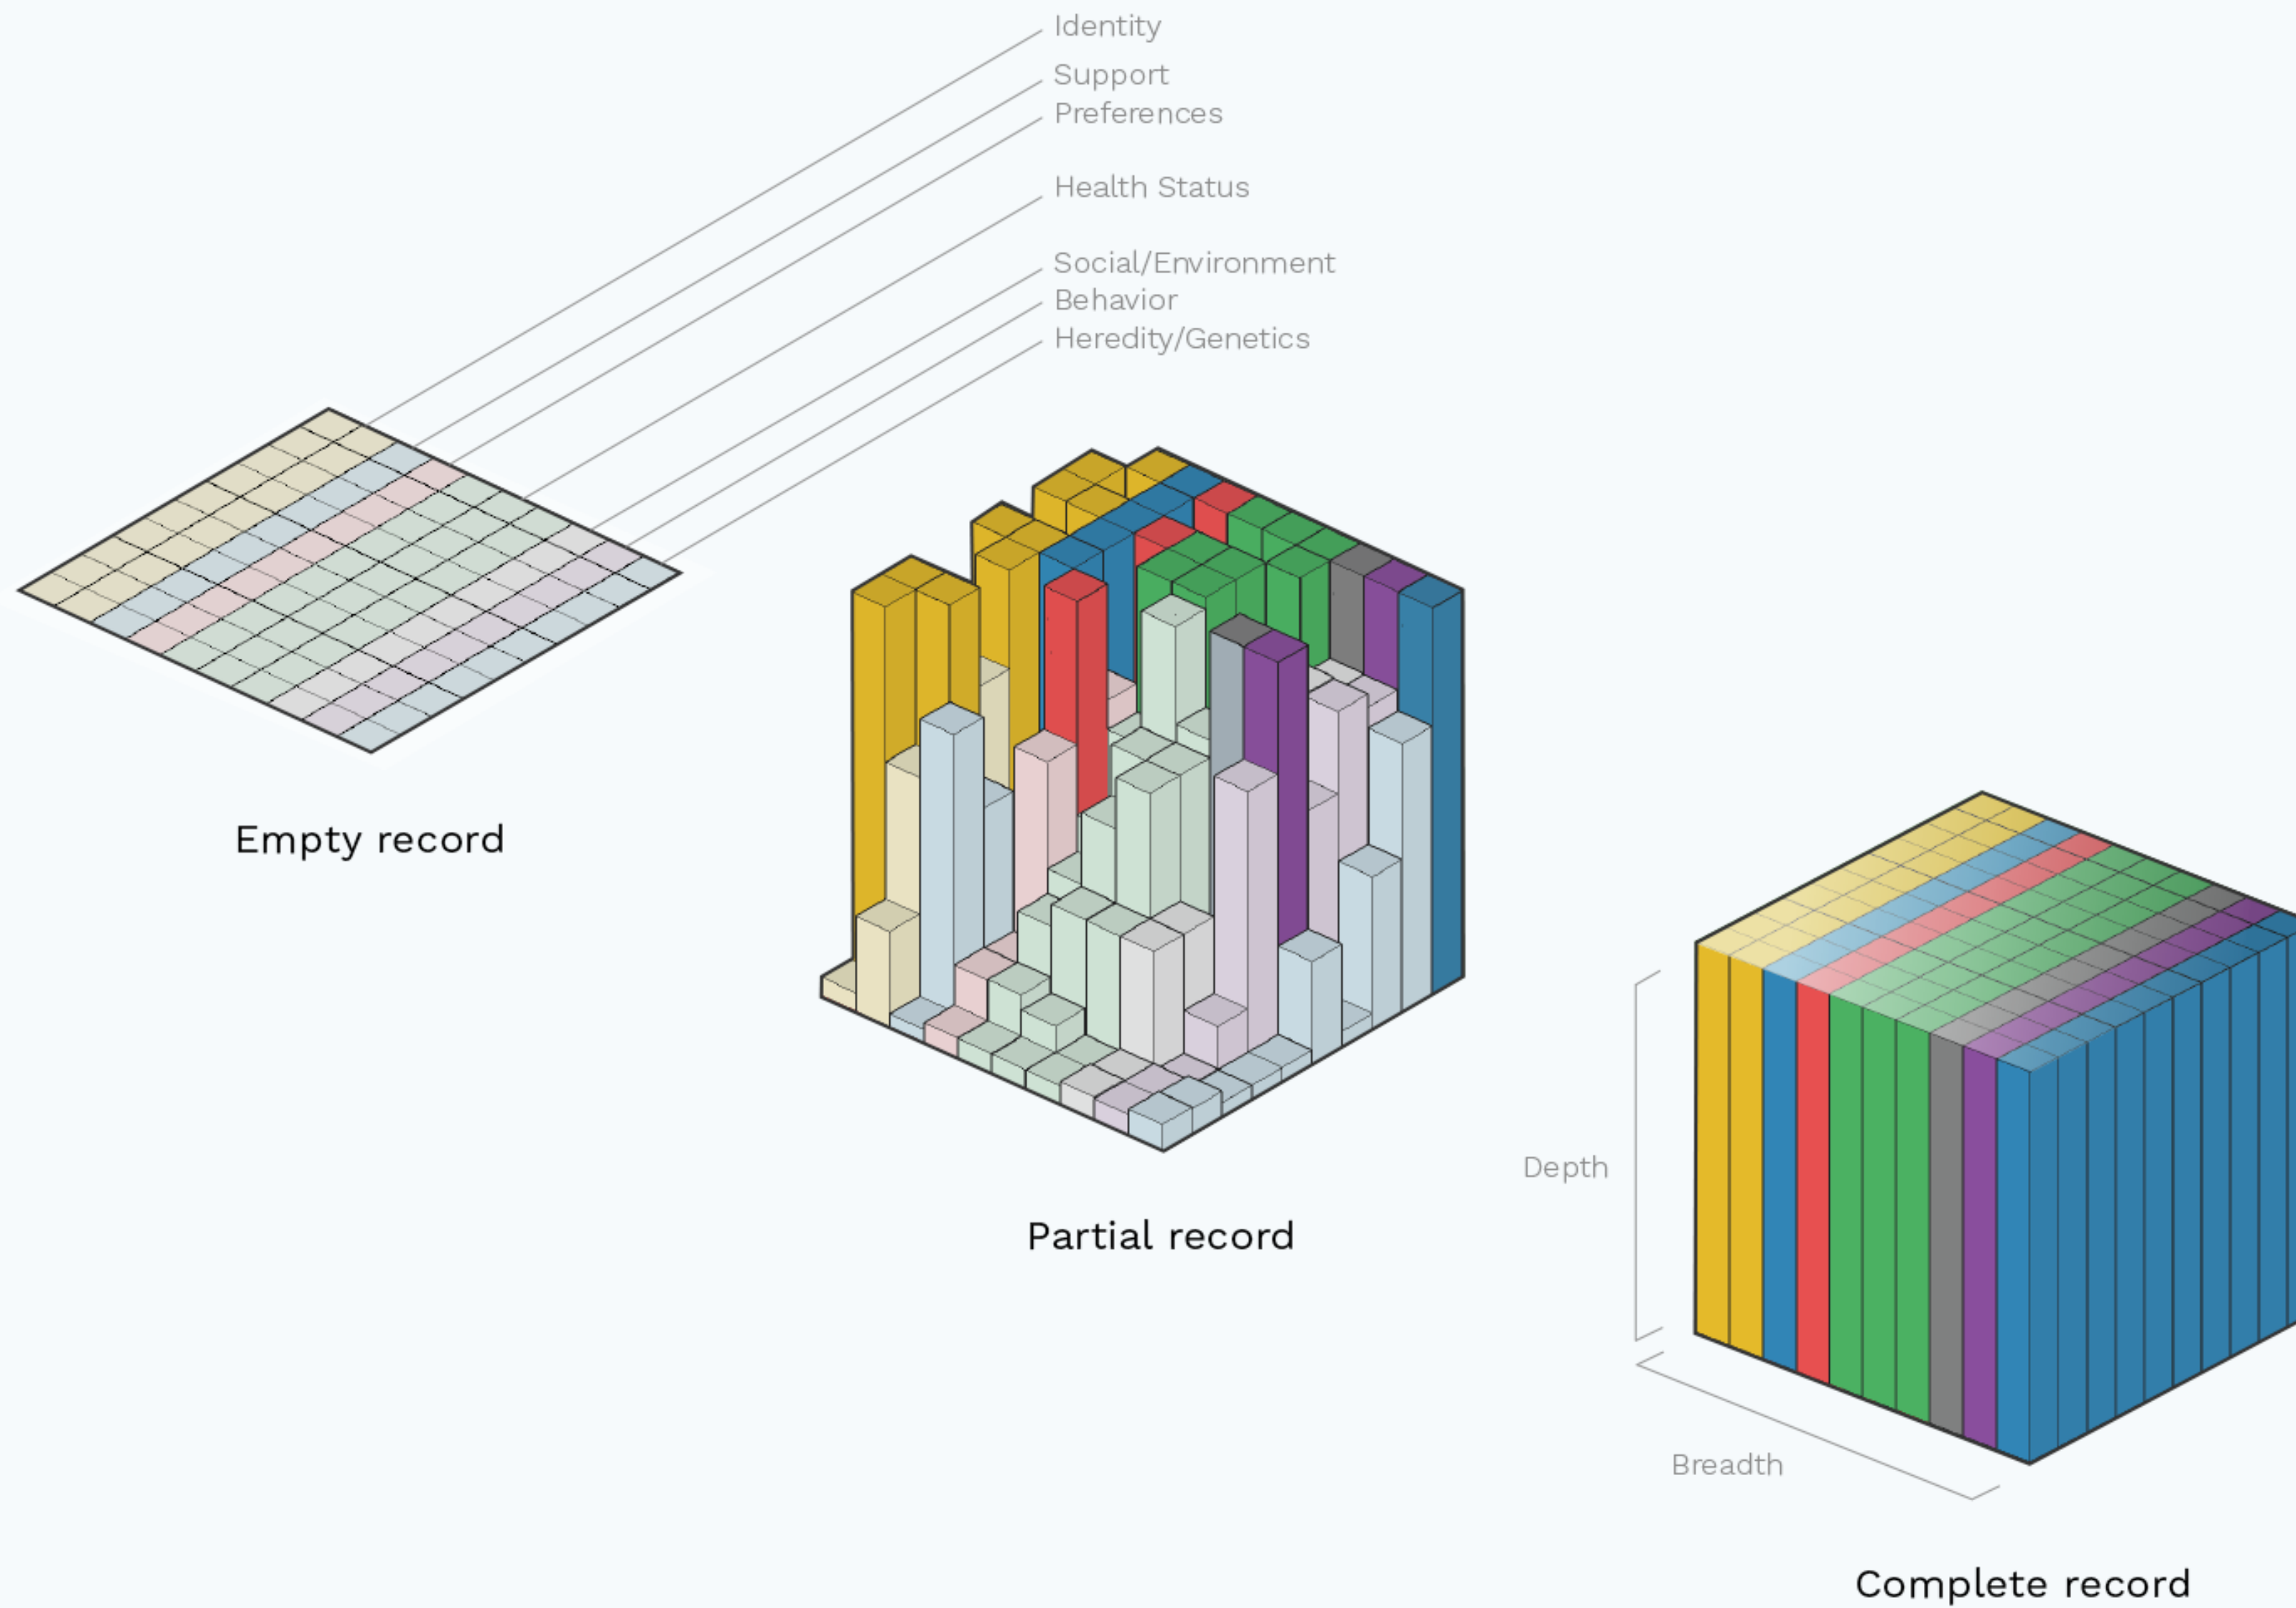 Identity
Support
Preferences
Health Status
Social/Environment
Behavior
Heredity/Genetics
Empty record
Partial record
Depth
Breadth
Complete record